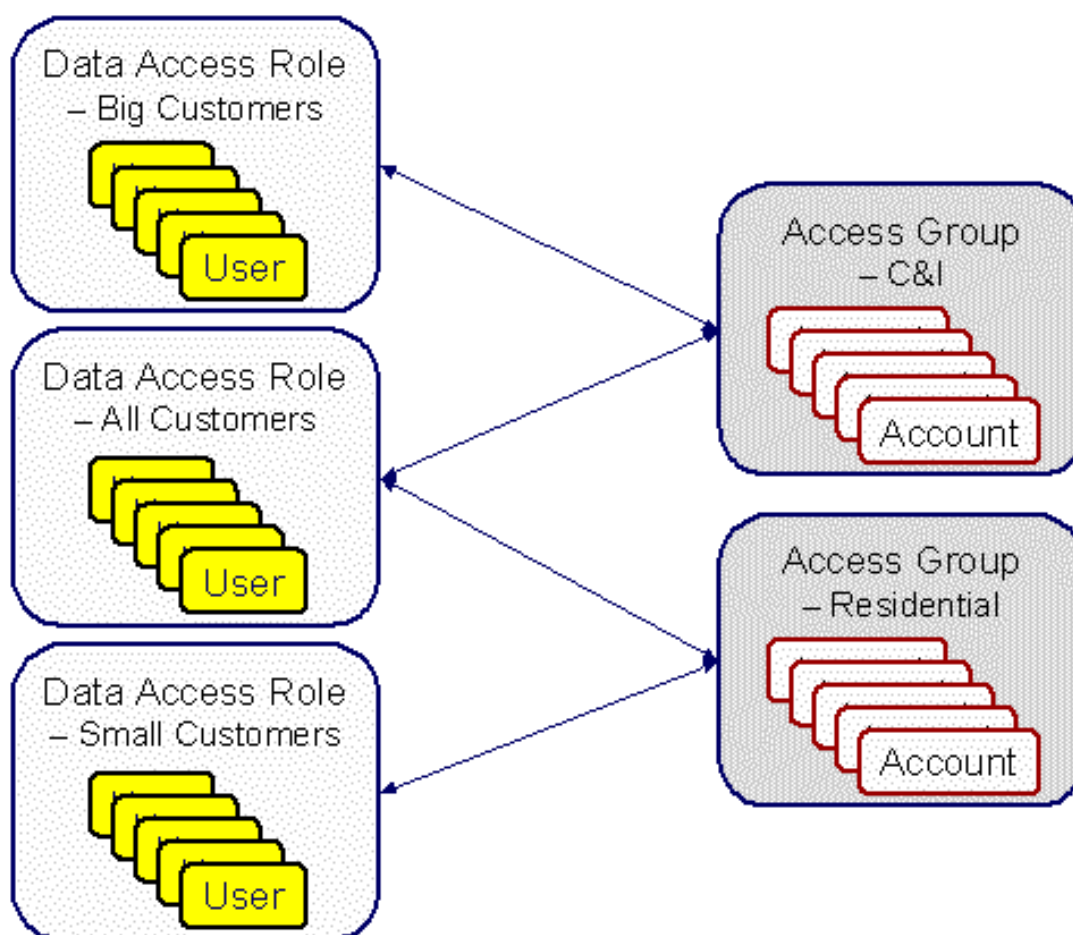 Data Access Role
– Big Customers
User
Data Access Role
– All Customers
User
Data Access Role
– Small Customers
User
Access Group
– C&I
Account
Access Group
– Residential
Account